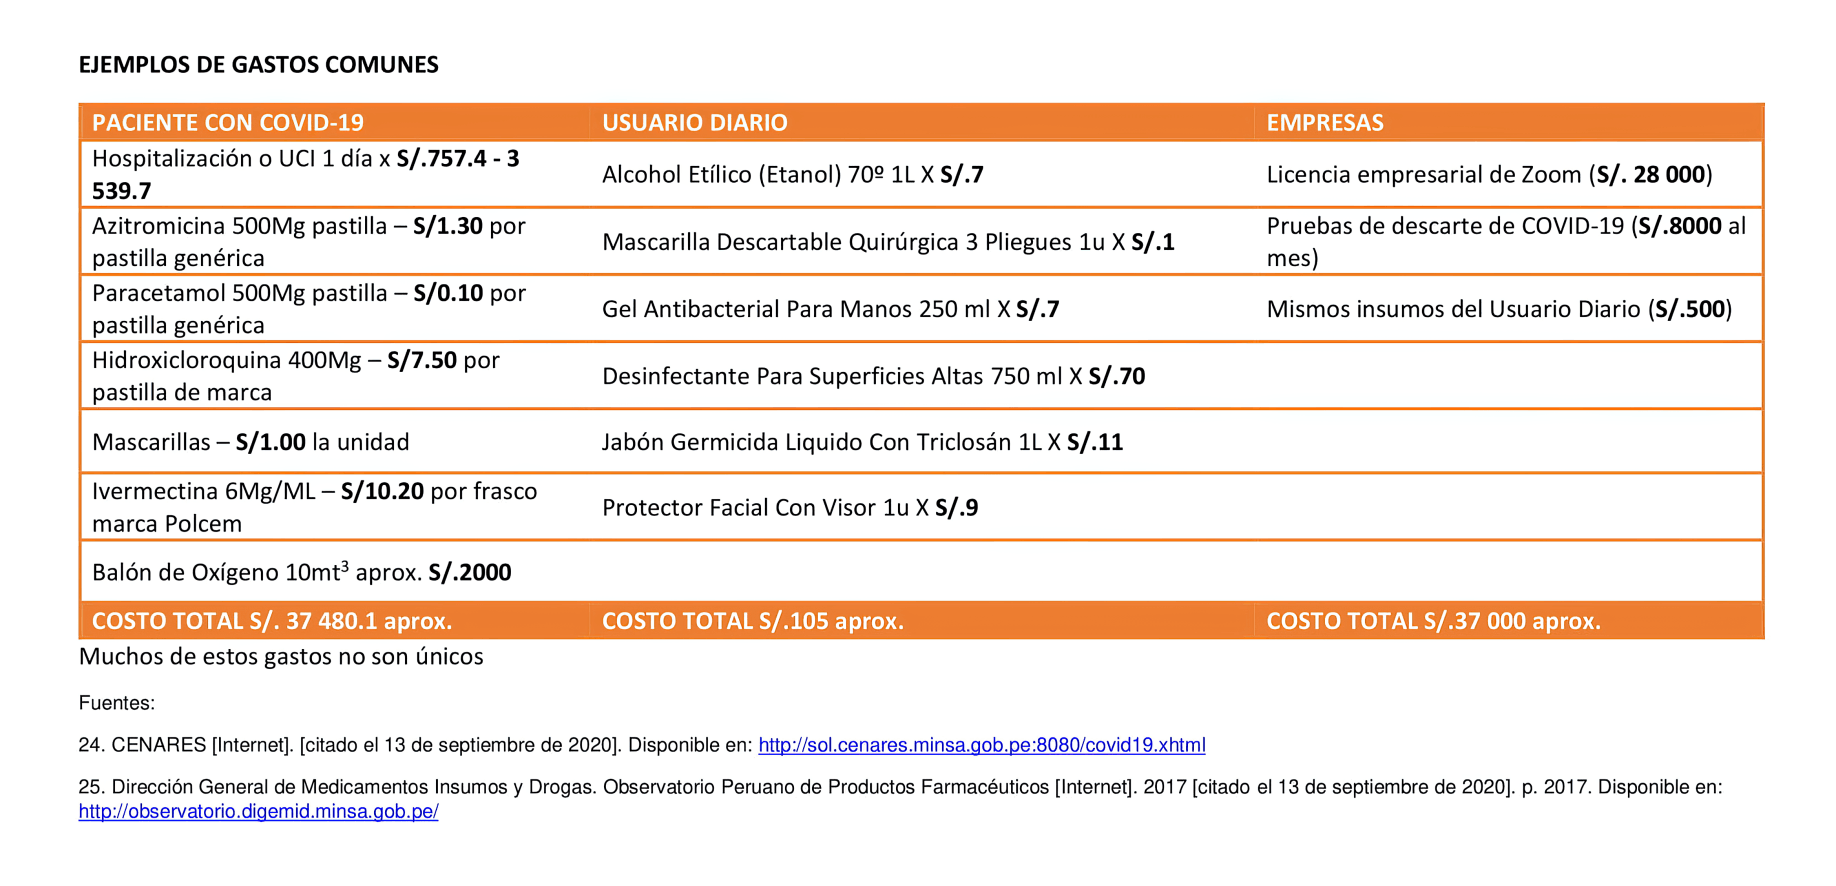 EJEMPLOS DE GASTOS COMUNES
PACIENTE CON COVID-19 USUARIO DIARIO EMPRESAS
Hospitalización o UCI 1 día x S/.757.4 - 3
539.7
Alcohol Etílico (Etanol) 70º 1L X S/.7
Licencia empresarial de Zoom (S/. 28 000)
Azitromicina 500Mg pastilla – S/1.30 por
pastilla genérica
Mascarilla Descartable Quirúrgica 3 Pliegues 1u X S/.1
Pruebas de descarte de COVID-19 (S/.8000 al
mes)
Paracetamol 500Mg pastilla – S/0.10 por
pastilla genérica
Gel Antibacterial Para Manos 250 ml X S/.7
Mismos insumos del Usuario Diario (S/.500)
Hidroxicloroquina 400Mg – S/7.50 por
pastilla de marca
Desinfectante Para Superficies Altas 750 ml X S/.70
Mascarillas – S/1.00 la unidad
Jabón Germicida Liquido Con Triclosán 1L X S/.11
Ivermectina 6Mg/ML – S/10.20 por frasco
marca Polcem
Protector Facial Con Visor 1u X S/.9
Balón de Oxígeno 10mt³ aprox. S/.2000
COSTO TOTAL S/. 37 480.1 aprox. COSTO TOTAL S/.105 aprox. COSTO TOTAL S/.37 000 aprox.
Muchos de estos gastos no son únicos
Fuentes:
24. CENARES [Internet]. [citado el 13 de septiembre de 2020]. Disponible en: http://sol.cenares.minsa.gob.pe:8080/covid19.xhtml
25. Dirección General de Medicamentos Insumos y Drogas. Observatorio Peruano de Productos Farmacéuticos [Internet]. 2017 [citado el 13 de septiembre de 2020]. p. 2017. Disponible en:
http://observatorio.digemid.minsa.gob.pe/